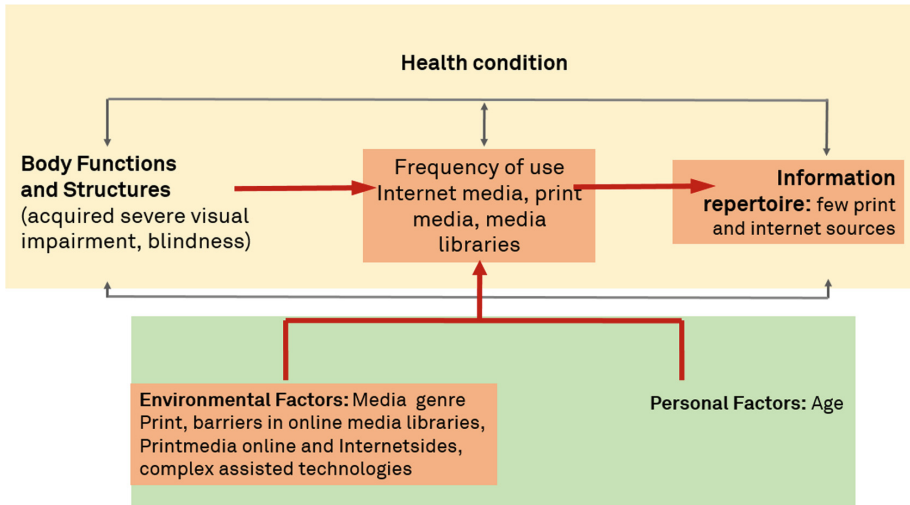 Health condition
Body Functions
and Structures
(acquired severe visual
impairment, blindness)
Frequency of use
Internet media, print
media, media
libraries
Information
repertoire: few print
and internet sources
Environmental Factors: Media genre
Print, barriers in online media libraries,
Printmedia online and Internetsides,
complex assisted technologies
Personal Factors: Age